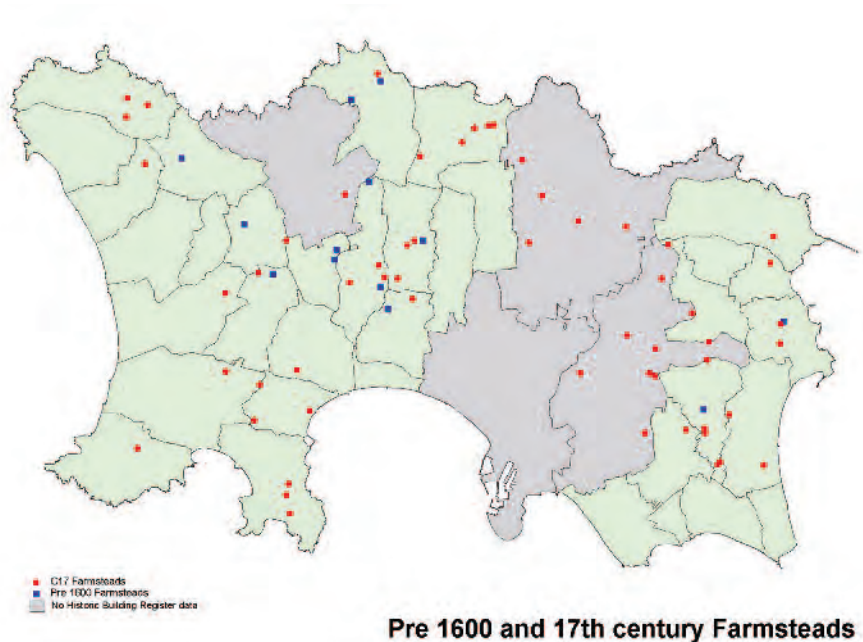 C17 Farmsteads
Pre 1600 Farmsteads
No Historic Building Register data
Pre 1600 and 17th century Farmsteads